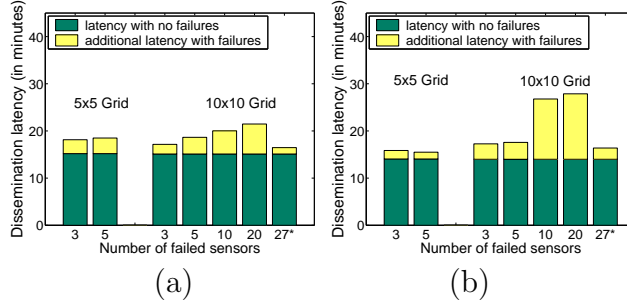 Dissemination latency (in minutes)
40
30
20
10
0
latency with no failures
additional latency with failures
5x5 Grid
10x10 Grid
3 5 3 5 10 20 27*
Number of failed sensors
(a)
Dissemination latency (in minutes)
40
30
20
10
0
latency with no failures
additional latency with failures
5x5 Grid
10x10 Grid
3 5 3 5 10 20 27*
Number of failed sensors
(b)